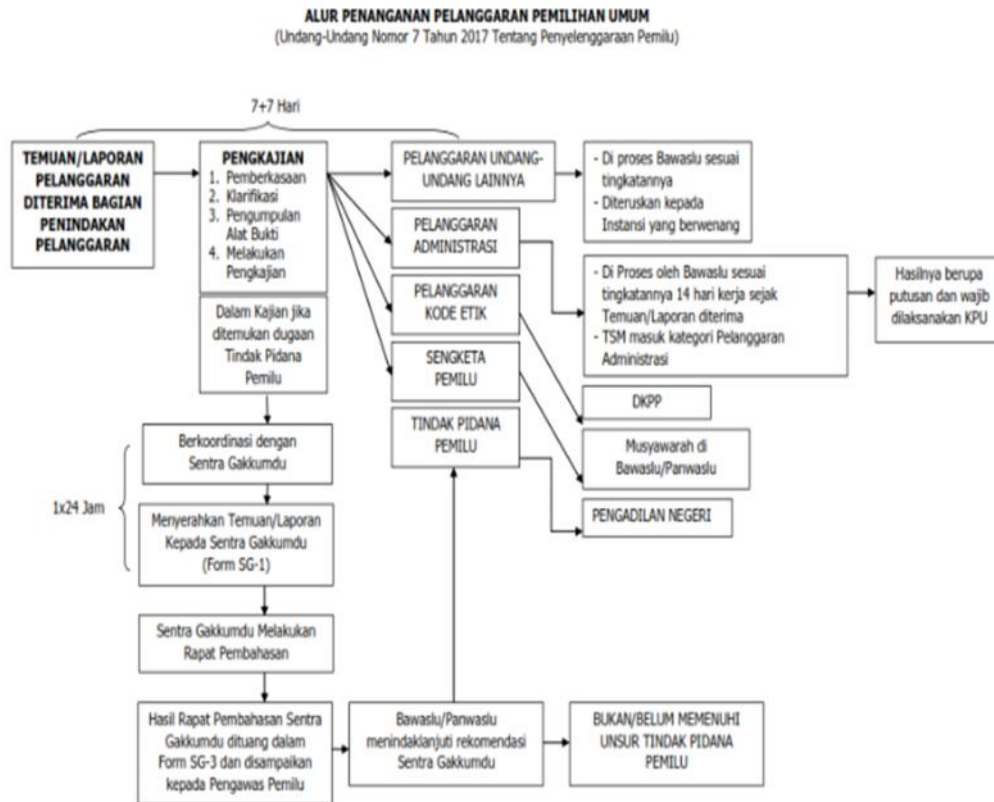 ALUR PENANGANAN PELANGGARAN PEMILIHAN UMUM
(Undang-Undang Nomor 7 Tahun 2017 Tentang Penyelenggaraan Pemilu)
7+7 Hari
TEMUAN/LAPORAN
PELANGGARAN
DITERIMA BAGIAN
PENINDAKAN
PELANGGARAN
PENGKAJIAN
1. Pemberkasaan
2. Klarifikasi
3. Pengumpulan
Alat Bukti
4. Melakukan
Pengkajian
Dalam Kajian jika
ditemukan dugaan
Tindak Pidana
Pemilu
PELANGGARAN UNDANG-
UNDANG LAINNYA
PELANGGARAN
ADMINISTRASI
PELANGGARAN
KODE ETIK
SENGKETA
PEMILU
TINDAK PIDANA
PEMILU
- Di proses Bawaslu sesuai
tingkatannya
- Diteruskan kepada
Instansi yang berwenang
- Di Proses oleh Bawaslu sesuai
tingkatannya 14 hari kerja sejak
Temuan/Laporan diterima
- TSM masuk kategori Pelanggaran
Administrasi
Hasilnya berupa
putusan dan wajib
dilaksanakan KPU
DKPP
Musyawarah di
Bawaslu/Panwaslu
PENGADILAN NEGERI
1x24 Jam
Berkoordinasi dengan
Sentra Gakkumdu
Menyerahkan Temuan/Laporan
Kepada Sentra Gakkumdu
(Form SG-1)
Sentra Gakkumdu Melakukan
Rapat Pembahasan
Hasil Rapat Pembahasan Sentra
Gakkumdu dituang dalam
Form SG-3 dan disampaikan
kepada Pengawas Pemilu
Bawaslu/Panwaslu
menindaklanjuti rekomendasi
Sentra Gakkumdu
BUKAN/BELUM MEMENUHI
UNSUR TINDAK PIDANA
PEMILU